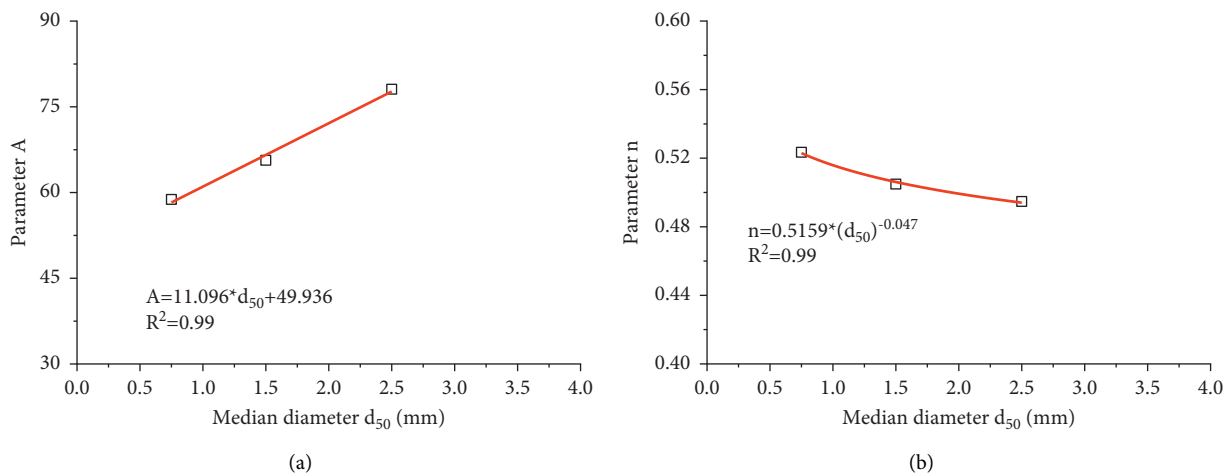 90
75
60
45
30
Parameter A
A=11.096*d₅₀+49.936
R²=0.99
0.0 0.5 1.0 1.5 2.0 2.5 3.0 3.5 4.0
Median diameter d₅₀ (mm)
(a)
0.60
0.56
0.52
0.48
0.44
0.40
Parameter n
n=0.5159*(d₅₀)⁻⁰·⁰⁴⁷
R²=0.99
0.0 0.5 1.0 1.5 2.0 2.5 3.0 3.5 4.0
Median diameter d₅₀ (mm)
(b)